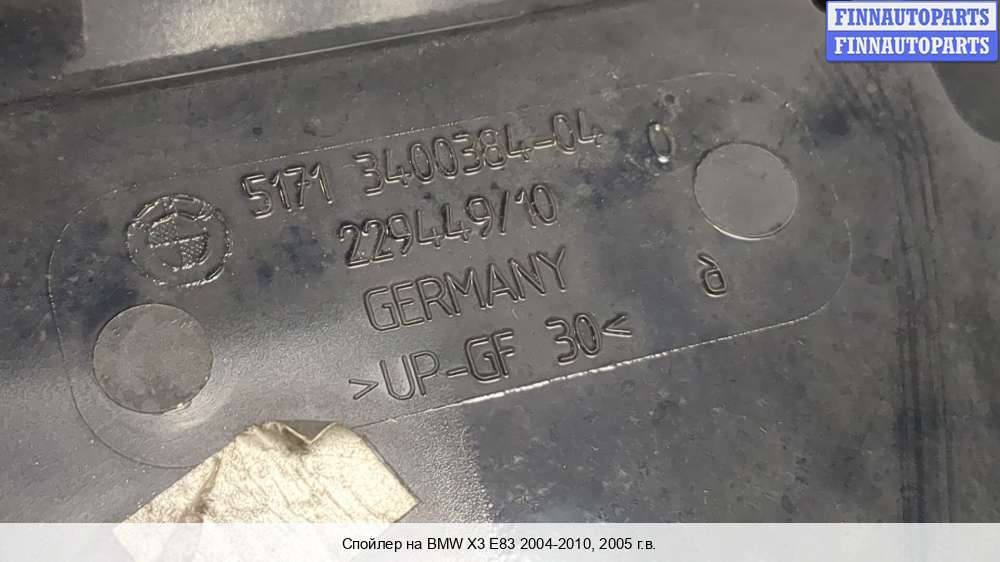 FINNAUTOPARTS
FINNAUTOPARTS
5171 3400384-04 0
229449/10
GERMANY
>UP-GF 30<
Спойлер на BMW X3 E83 2004-2010, 2005 г.в.